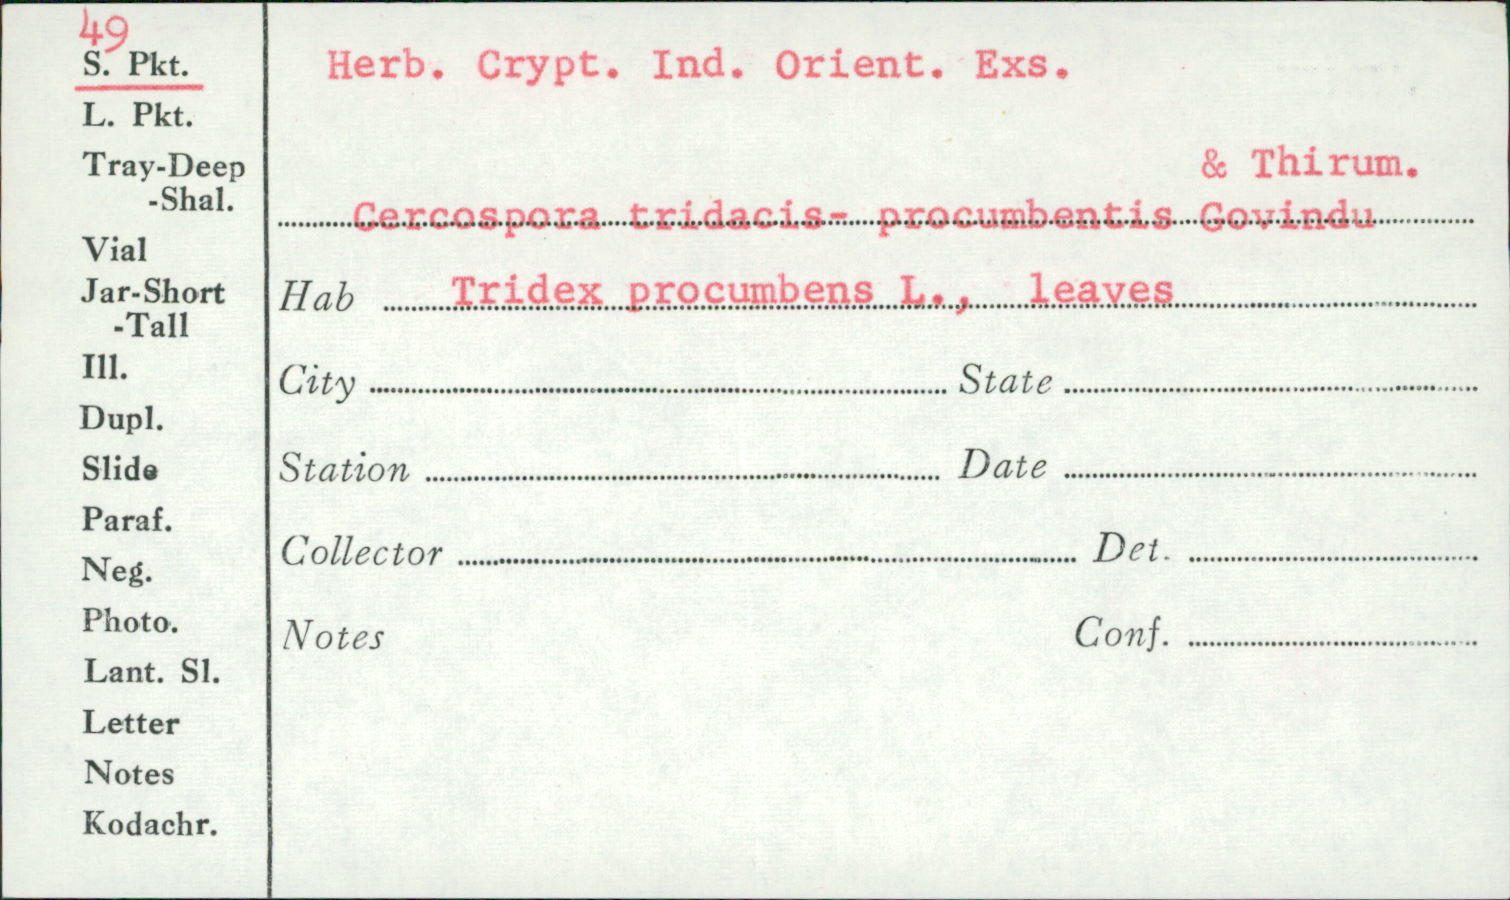 49
S. Pkt.
L. Pkt.
Tray-Deep
-Shal.
Vial
Jar-Short
-Tall
Ill.
Dupl.
Slide
Paraf.
Neg.
Photo.
Lant. Sl.
Letter
Notes
Kodachr.
Herb. Crypt. Ind. Orient. Exs.
& Thirum.
Cercospora tridacis- procumbentis Govindu
Hab Tridex procumbens L., leaves
City State
Station Date
Collector Det.
Notes Conf.